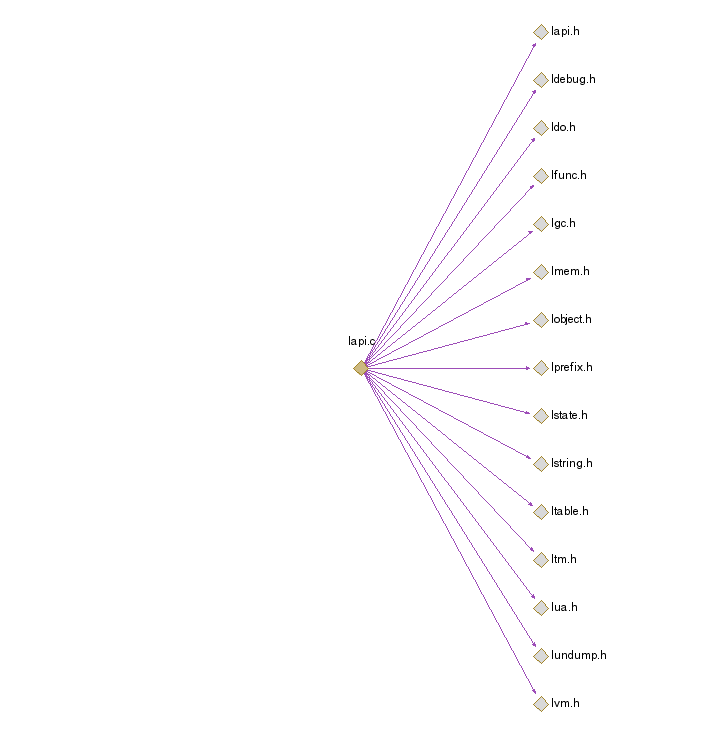 lapi.h
ldebug.h
ldo.h
lfunc.h
lgc.h
lmem.h
lobject.h
lapi.c
lprefix.h
lstate.h
lstring.h
ltable.h
ltm.h
lua.h
lundump.h
lvm.h